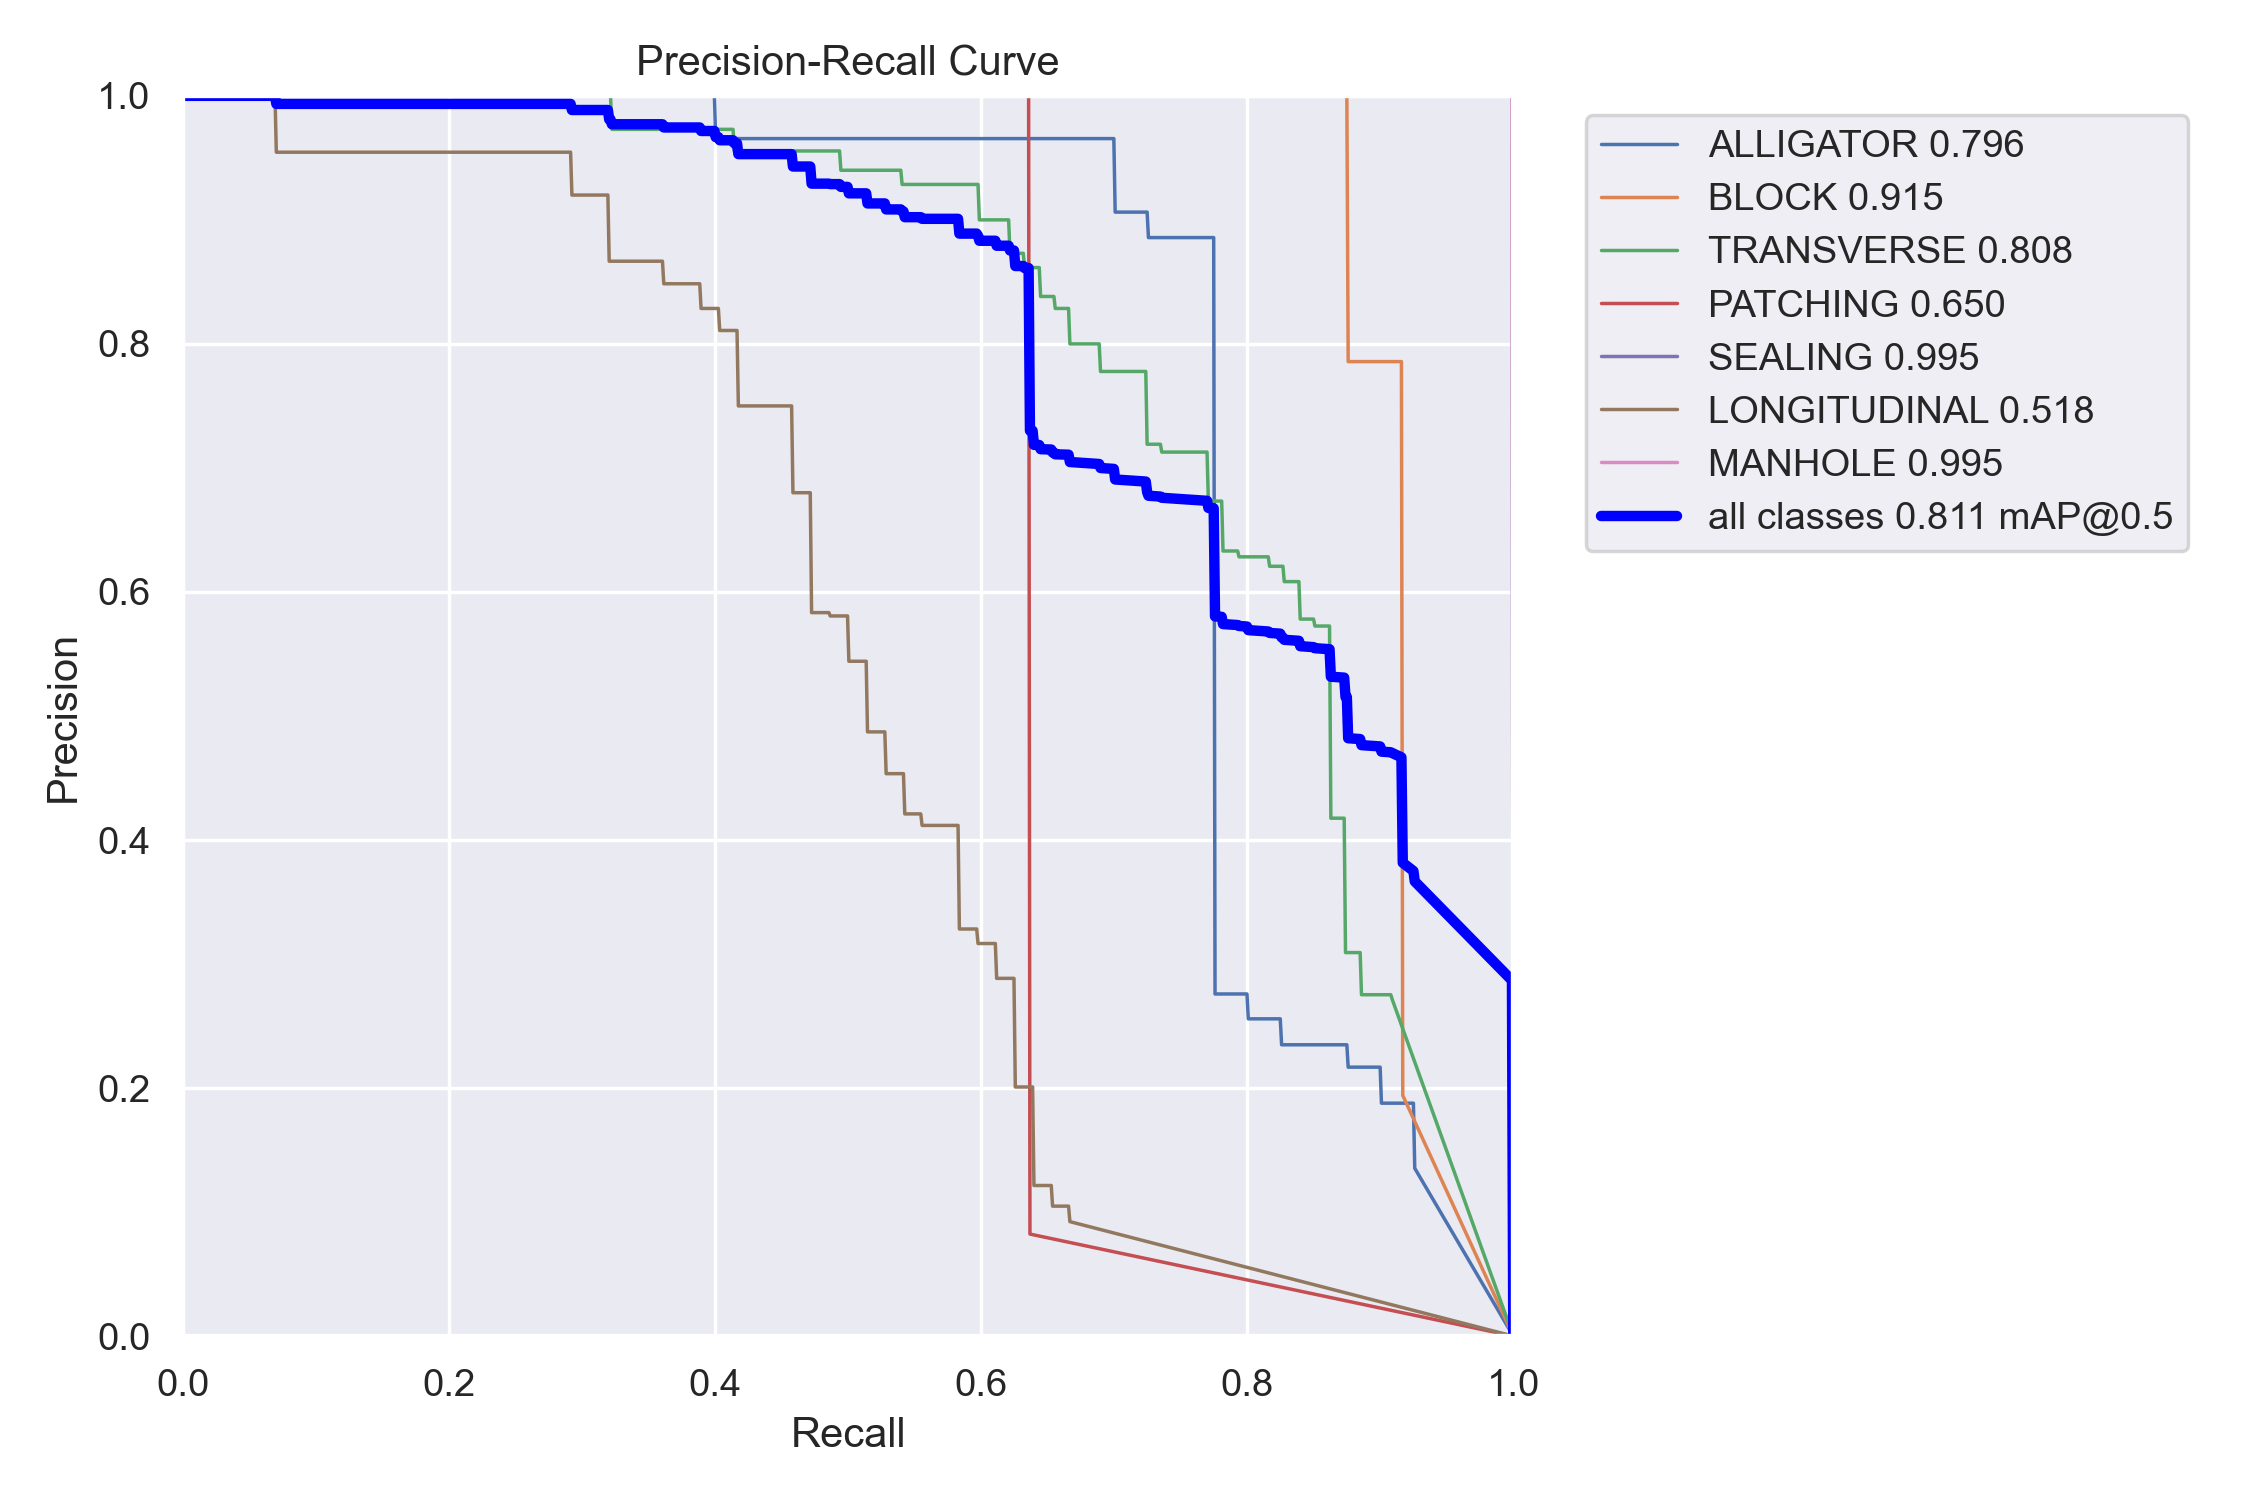 Precision-Recall Curve
1.0
0.8
0.6
0.4
0.2
0.0
Precision
0.0 0.2 0.4 0.6 0.8 1.0
Recall
ALLIGATOR 0.796
BLOCK 0.915
TRANSVERSE 0.808
PATCHING 0.650
SEALING 0.995
LONGITUDINAL 0.518
MANHOLE 0.995
all classes 0.811 mAP@0.5